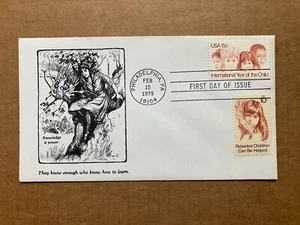 PHILADELPHIA, PA
FEB
15
1979
19104
USA 15c
International Year of the Child
FIRST DAY OF ISSUE
10c
Retarded Children
Can Be Helped
Knowledge
is power.
They know enough who know how to learn.